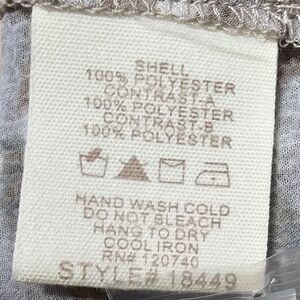 SHELL
100% POLYESTER
CONTRAST-A
100% POLYESTER
CONTRAST-B
100% POLYESTER
HAND WASH COLD
DO NOT BLEACH
HANG TO DRY
COOL IRON
RN# 120740
STYLE# 18449